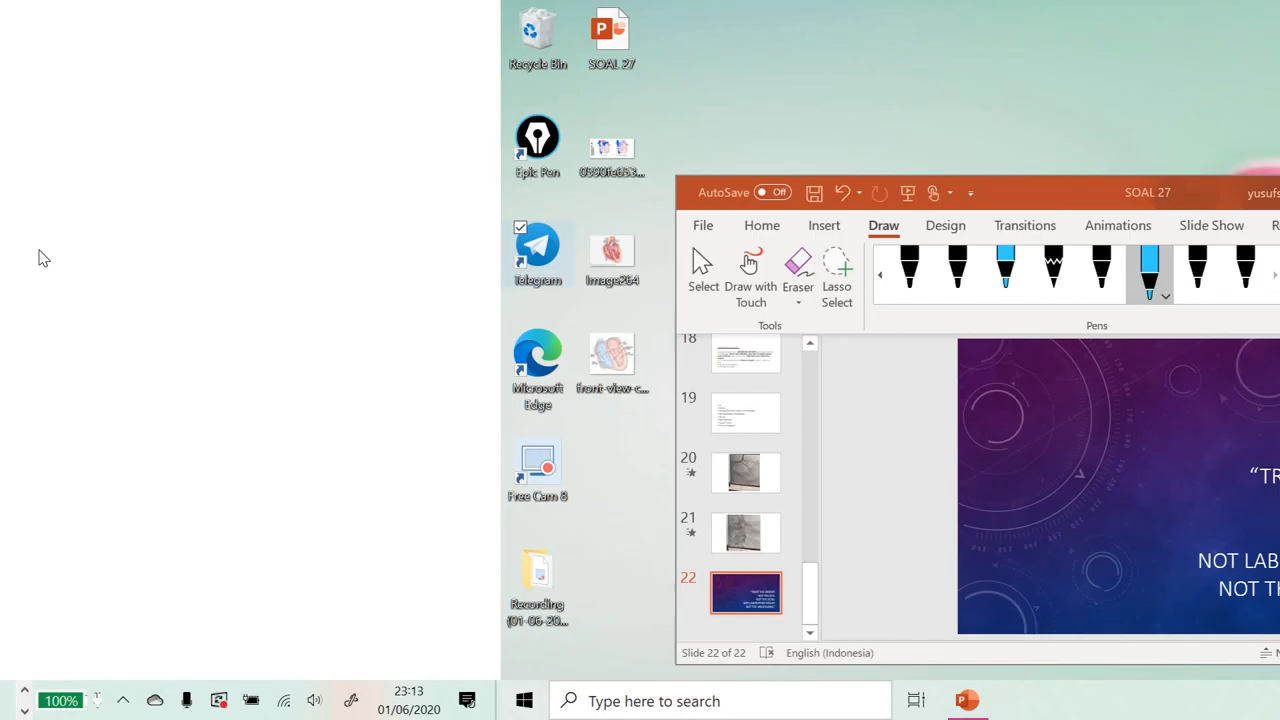 Recycle Bin
SOAL 27
Epic Pen
0390fe653...
Telegram
Image264
Microsoft
Edge
front-view-c...
Free Cam 8
Recording
(01-06-20...
AutoSave
Off
SOAL 27
yusufs
File
Home
Insert
Draw
Design
Transitions
Animations
Slide Show
R
Select
Draw with
Touch
Eraser
Lasso
Select
Tools
Pens
18
19
20
21
22
“TR
NOT LAB
NOT TH
Slide 22 of 22
English (Indonesia)
N
100%
23:13
01/06/2020
Type here to search